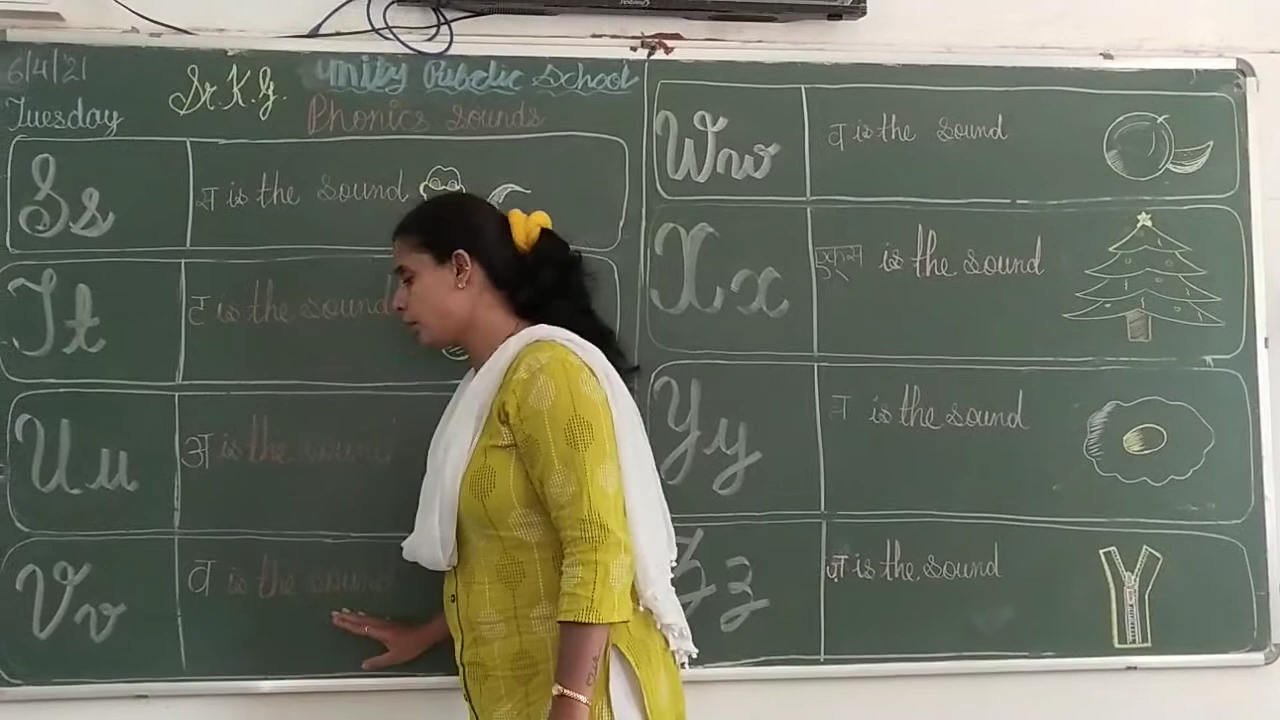 6/4/21
Sr. K.G.
Unity Public School
Tuesday
Phonics sounds
Ss
स is the sound
Tt
ट is the sound
Uu
अ is the sound
Vv
व is the sound
Ww
व is the sound
Xx
एक्स is the sound
Yy
य is the sound
Zz
ज is the sound